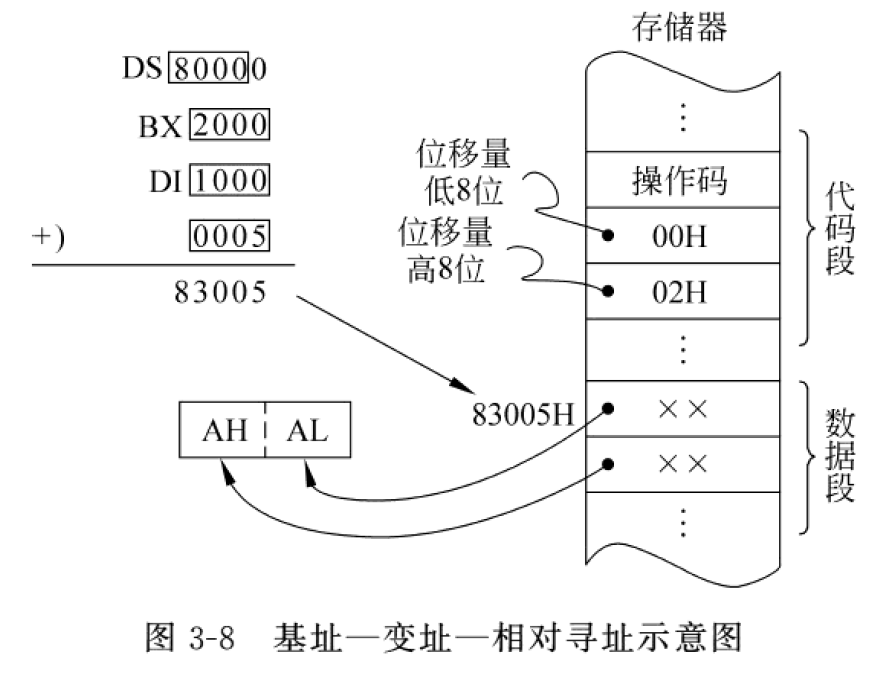 存储器
DS 80000
BX 2000
DI 1000
+) 0005
83005
位移量
低8位
位移量
高8位
⋮
操作码
00H
02H
⋮
代码段
83005H
××
××
⋮
数据段
AH AL
图 3-8 基址—变址—相对寻址示意图